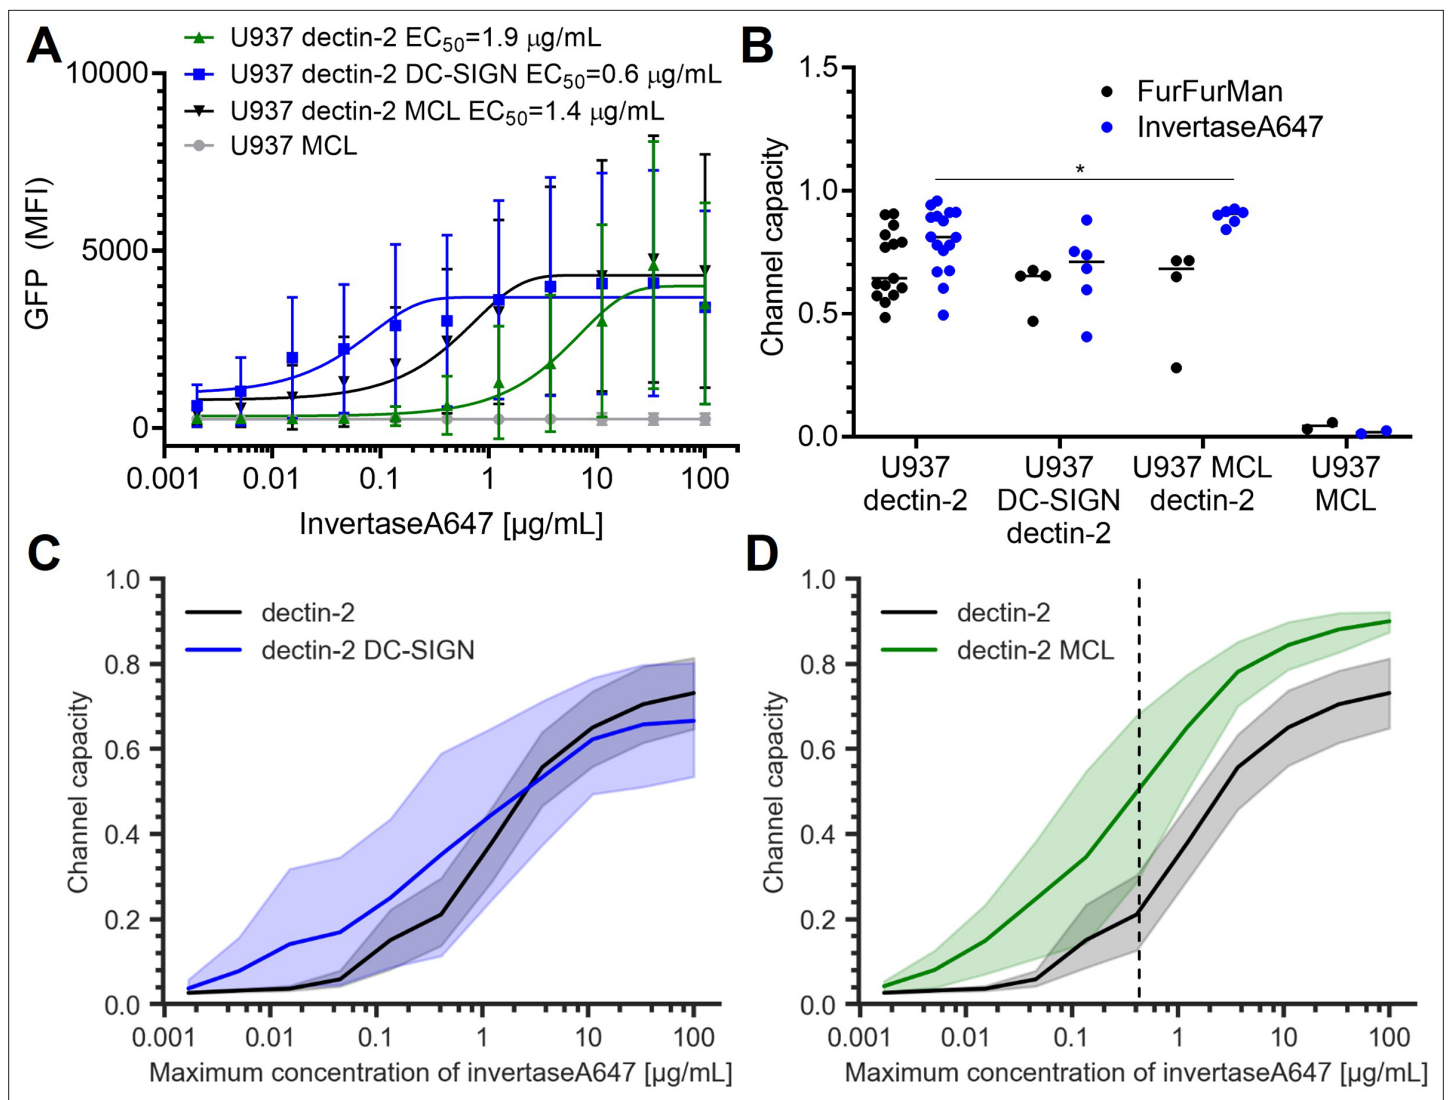 A
U937 dectin-2 EC50=1.9 µg/mL
U937 dectin-2 DC-SIGN EC50=0.6 µg/mL
U937 dectin-2 MCL EC50=1.4 µg/mL
U937 MCL
10000
5000
0
GFP (MFI)
0.001 0.01 0.1 1 10 100
InvertaseA647 [µg/mL]
B
FurFurMan
InvertaseA647
*
1.5
1.0
0.5
0.0
Channel capacity
U937 dectin-2
U937 DC-SIGN dectin-2
U937 MCL dectin-2
U937 MCL
C
dectin-2
dectin-2 DC-SIGN
1.0
0.8
0.6
0.4
0.2
0.0
Channel capacity
0.001 0.01 0.1 1 10 100
Maximum concentration of invertaseA647 [µg/mL]
D
dectin-2
dectin-2 MCL
1.0
0.8
0.6
0.4
0.2
0.0
Channel capacity
0.001 0.01 0.1 1 10 100
Maximum concentration of invertaseA647 [µg/mL]